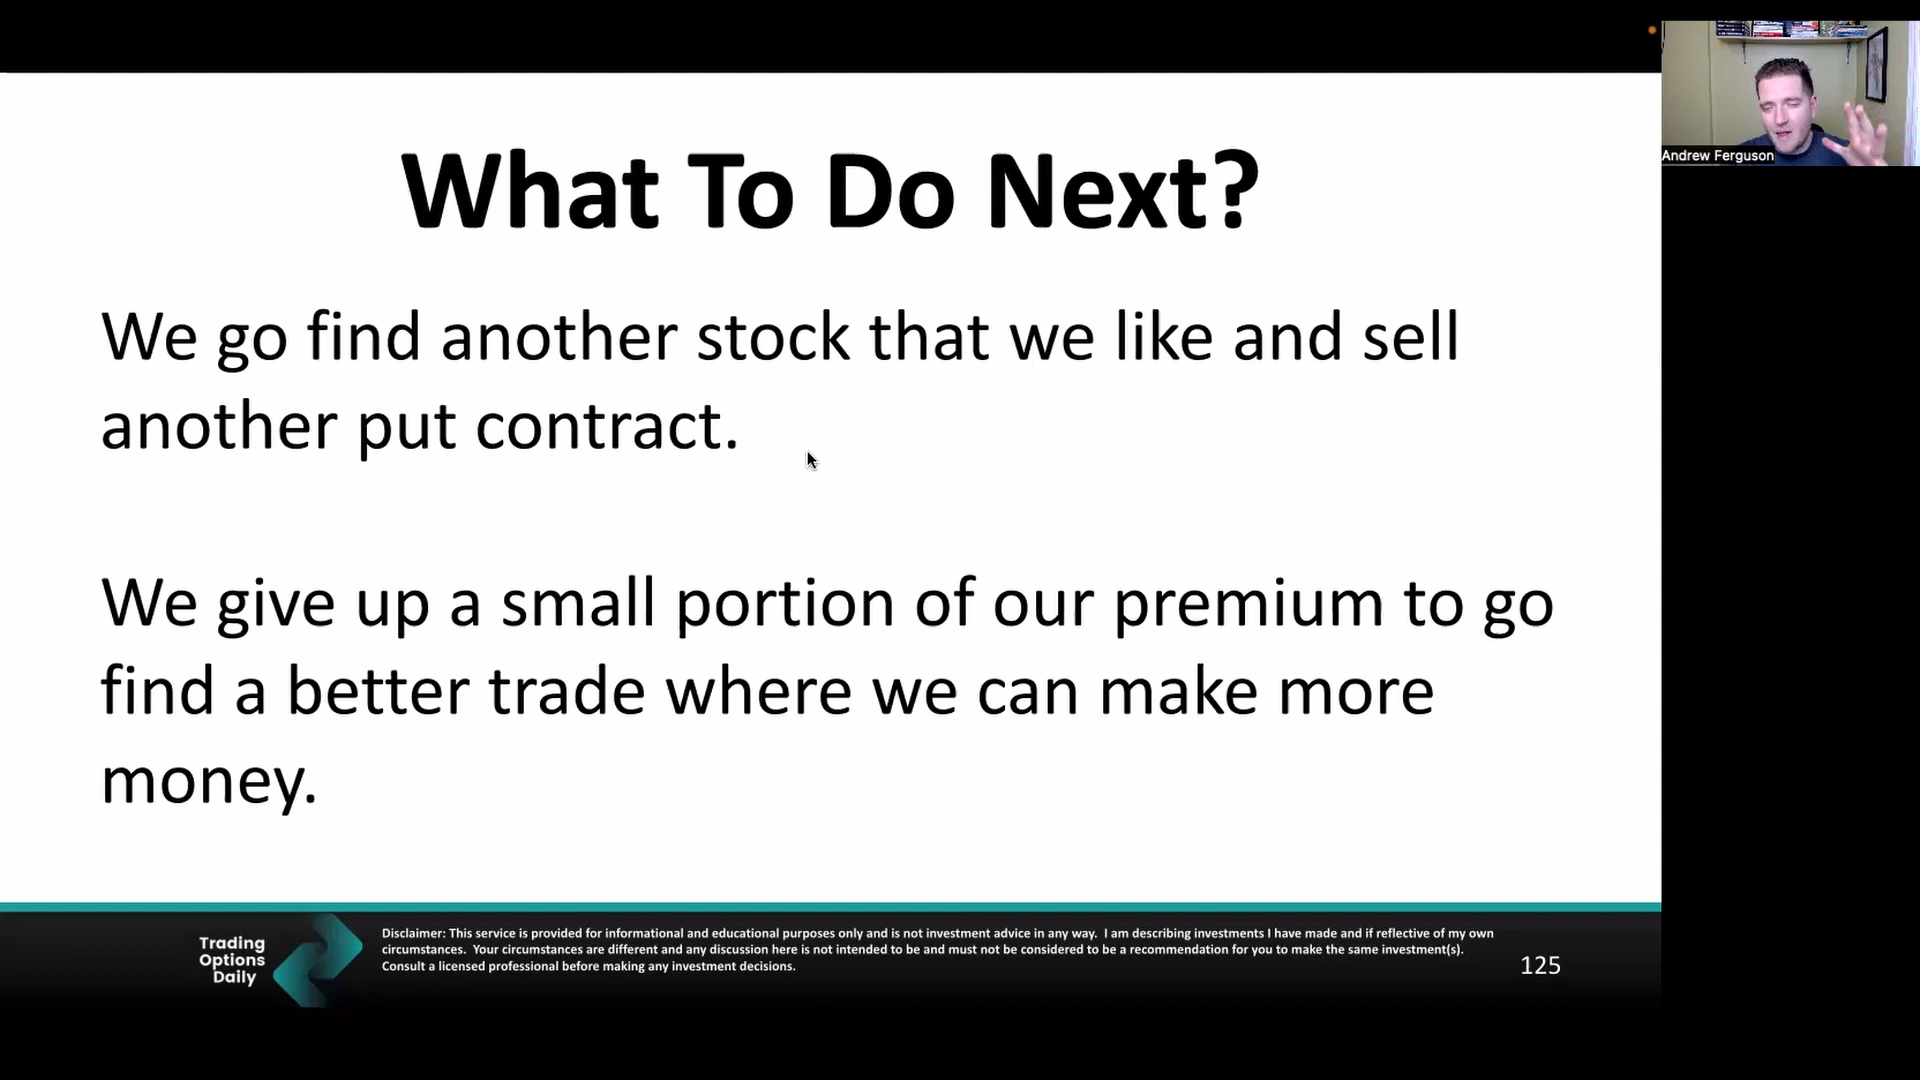 Andrew Ferguson
What To Do Next?
We go find another stock that we like and sell
another put contract.
We give up a small portion of our premium to go
find a better trade where we can make more
money.
Trading
Options
Daily
Disclaimer: This service is provided for informational and educational purposes only and is not investment advice in any way.  I am describing investments I have made and if reflective of my own
circumstances.  Your circumstances are different and any discussion here is not intended to be and must not be considered to be a recommendation for you to make the same investment(s).
Consult a licensed professional before making any investment decisions.
125